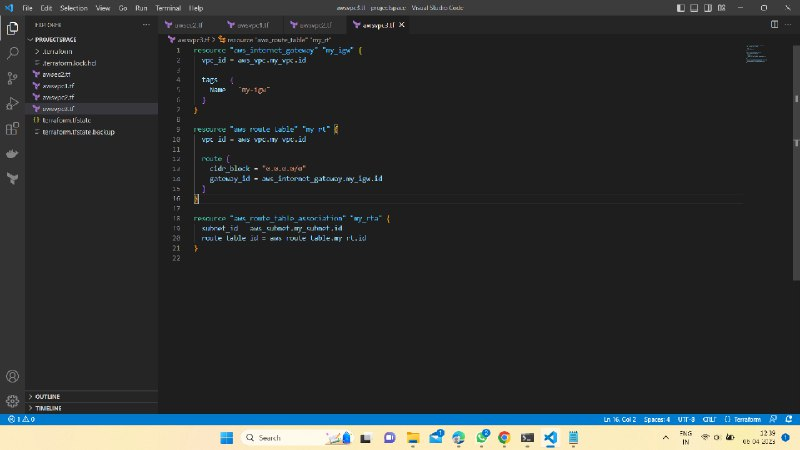 File Edit Selection View Go Run Terminal Help
awsvpc3.tf - projectspace - Visual Studio Code
EXPLORER
PROJECTSPACE
.terraform
.terraform.lock.hcl
awsec2.tf
awsvpc1.tf
awsvpc2.tf
awsvpc3.tf
terraform.tfstate
terraform.tfstate.backup
OUTLINE
TIMELINE
awsec2.tf awsvpc1.tf awsvpc2.tf awsvpc3.tf
awsvpc3.tf > resource "aws_route_table" "my_rt"
1 resource "aws_internet_gateway" "my_igw" {
2 vpc_id = aws_vpc.my_vpc.id
3
4 tags = {
5 Name = "my-igw"
6 }
7 }
8
9 resource "aws_route_table" "my_rt" {
10 vpc_id = aws_vpc.my_vpc.id
11
12 route {
13 cidr_block = "0.0.0.0/0"
14 gateway_id = aws_internet_gateway.my_igw.id
15 }
16 }
17
18 resource "aws_route_table_association" "my_rta" {
19 subnet_id = aws_subnet.my_subnet.id
20 route_table_id = aws_route_table.my_rt.id
21 }
22
1 0
Ln 16, Col 2 Spaces: 4 UTF-8 CRLF Terraform
Search
ENG
IN
12:39
06-04-2023